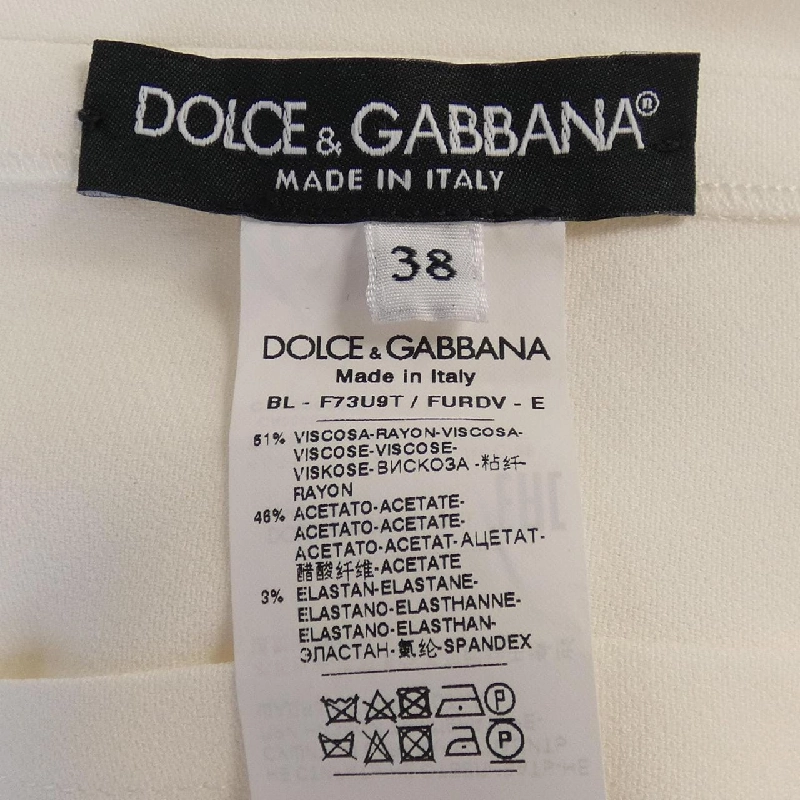 DOLCE & GABBANA®
MADE IN ITALY
38
DOLCE & GABBANA
Made in Italy
BL - F73U9T / FURDV - E
51% VISCOSA-RAYON-VISCOSA-
VISCOSE-VISCOSE-
VISKOSE-ВИСКОЗА -粘纤-
RAYON
46% ACETATO-ACETATE-
ACETATO-ACETATE-
ACETATO-ACETAT-АЦЕТАТ-
醋酸纤维-ACETATE
3% ELASTAN-ELASTANE-
ELASTANO-ELASTHANNE-
ELASTANO-ELASTHAN-
ЭЛАСТАН-氨纶-SPANDEX
P
P